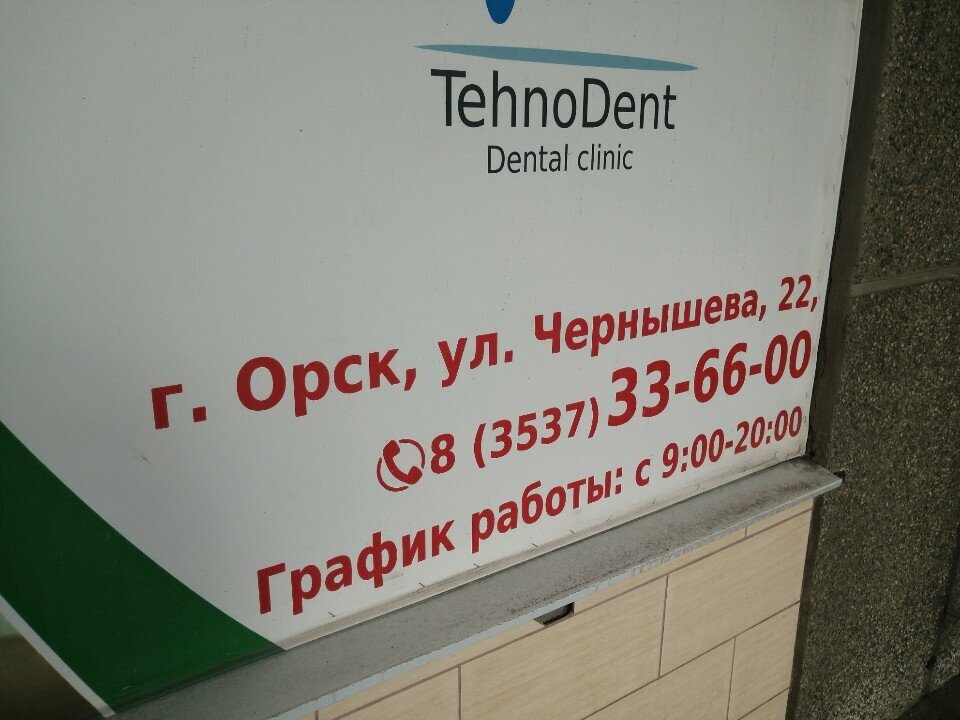 TehnoDent
Dental clinic
г. Орск, ул. Чернышева, 22,
8 (3537) 33-66-00
График работы: с 9:00-20:00